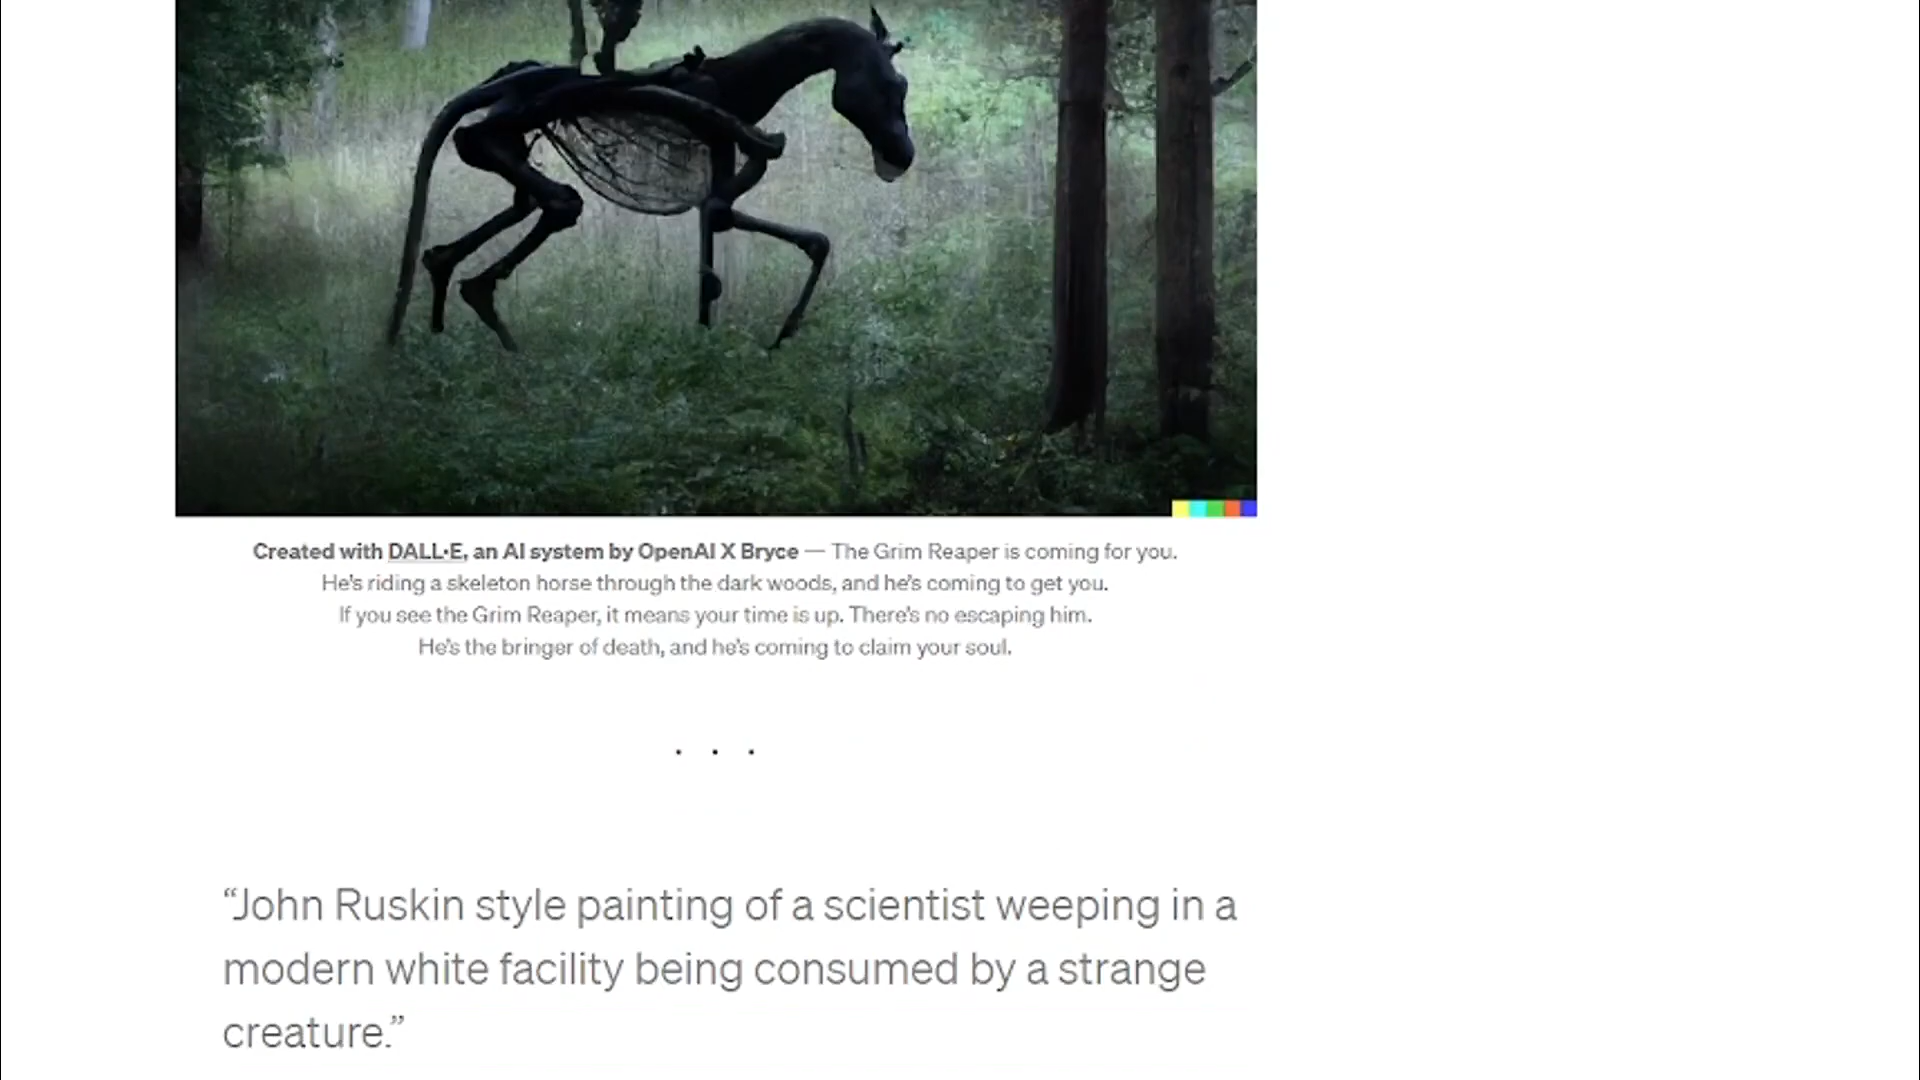 Created with DALL·E, an AI system by OpenAI X Bryce — The Grim Reaper is coming for you.
He’s riding a skeleton horse through the dark woods, and he’s coming to get you.
If you see the Grim Reaper, it means your time is up. There’s no escaping him.
He’s the bringer of death, and he’s coming to claim your soul.
. . .
“John Ruskin style painting of a scientist weeping in a
modern white facility being consumed by a strange
creature.”